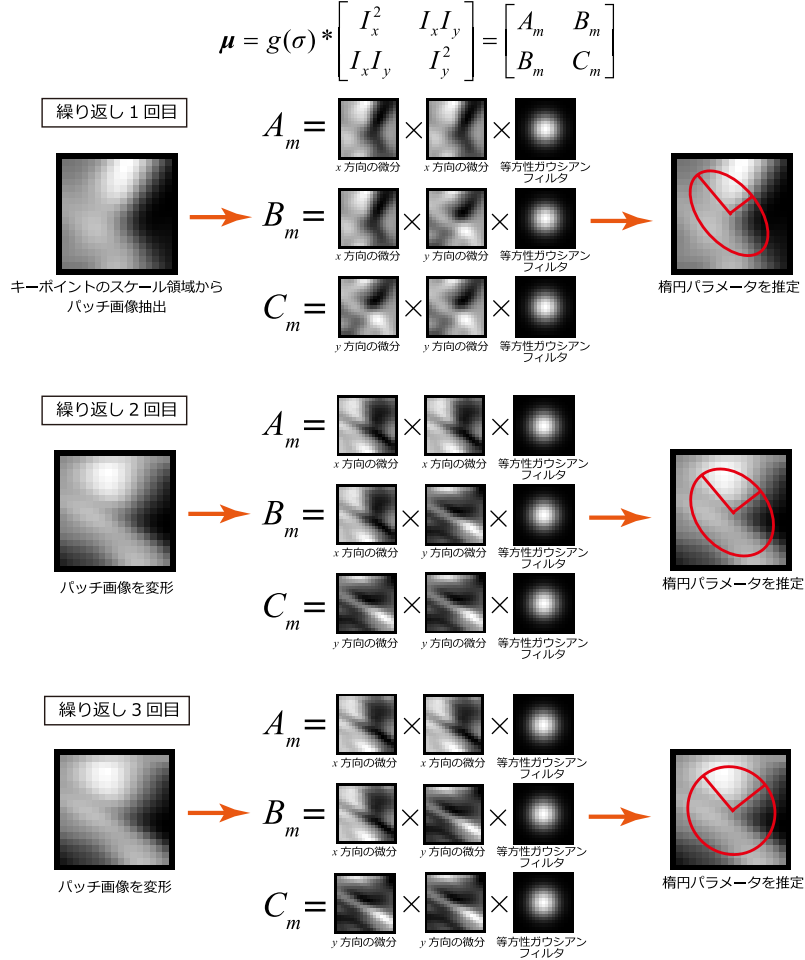 μ = g(σ) * [ I_x^2 I_xI_y ; I_xI_y I_y^2 ] = [ A_m B_m ; B_m C_m ]
繰り返し1回目
キーポイントのスケール領域から
パッチ画像抽出
A_m = × ×
x 方向の微分 x 方向の微分 等方性ガウシアン
フィルタ
B_m = × ×
x 方向の微分 y 方向の微分 等方性ガウシアン
フィルタ
C_m = × ×
y 方向の微分 y 方向の微分 等方性ガウシアン
フィルタ
楕円パラメータを推定
繰り返し2回目
パッチ画像を変形
A_m = × ×
x 方向の微分 x 方向の微分 等方性ガウシアン
フィルタ
B_m = × ×
x 方向の微分 y 方向の微分 等方性ガウシアン
フィルタ
C_m = × ×
y 方向の微分 y 方向の微分 等方性ガウシアン
フィルタ
楕円パラメータを推定
繰り返し3回目
パッチ画像を変形
A_m = × ×
x 方向の微分 x 方向の微分 等方性ガウシアン
フィルタ
B_m = × ×
x 方向の微分 y 方向の微分 等方性ガウシアン
フィルタ
C_m = × ×
y 方向の微分 y 方向の微分 等方性ガウシアン
フィルタ
楕円パラメータを推定